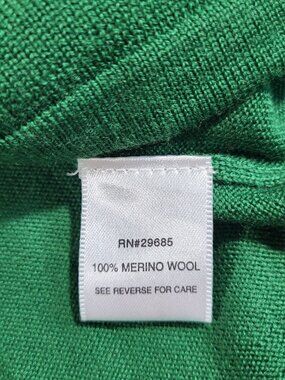 RN#29685
100% MERINO WOOL
SEE REVERSE FOR CARE